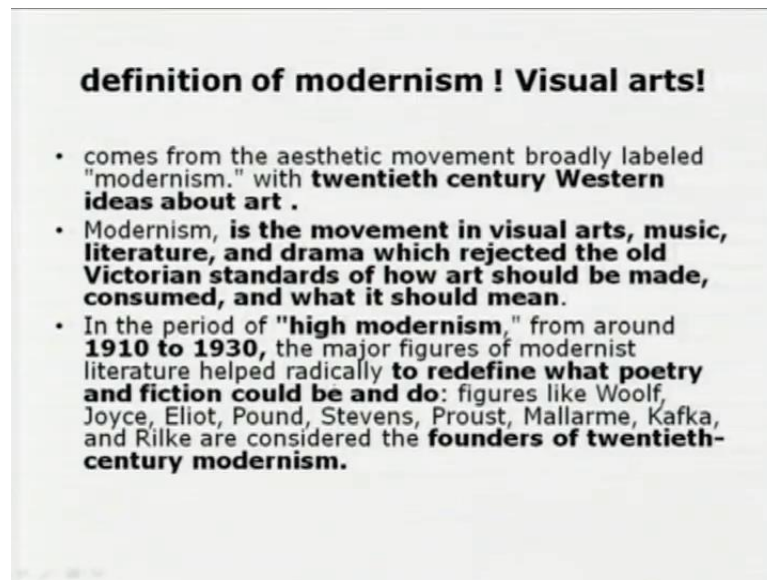 definition of modernism ! Visual arts!
• comes from the aesthetic movement broadly labeled
"modernism." with twentieth century Western
ideas about art .
• Modernism, is the movement in visual arts, music,
literature, and drama which rejected the old
Victorian standards of how art should be made,
consumed, and what it should mean.
• In the period of "high modernism," from around
1910 to 1930, the major figures of modernist
literature helped radically to redefine what poetry
and fiction could be and do: figures like Woolf,
Joyce, Eliot, Pound, Stevens, Proust, Mallarme, Kafka,
and Rilke are considered the founders of twentieth-
century modernism.